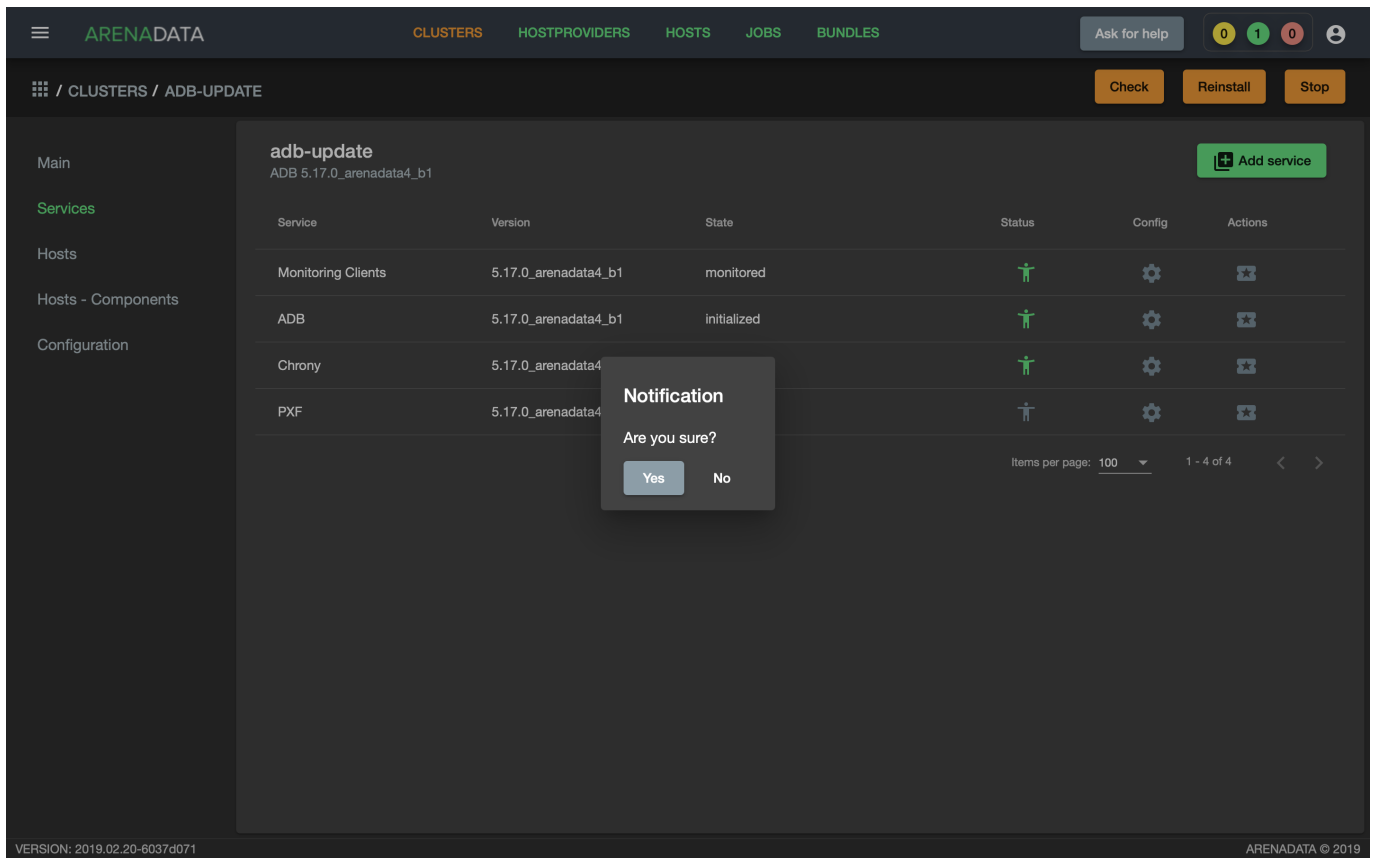 ARENADATA CLUSTERS HOSTPROVIDERS HOSTS JOBS BUNDLES Ask for help 0 1 0
/ CLUSTERS / ADB-UPDATE Check Reinstall Stop
Main
Services
Hosts
Hosts - Components
Configuration
adb-update
ADB 5.17.0_arenadata4_b1
Add service
Service Version State Status Config Actions
Monitoring Clients 5.17.0_arenadata4_b1 monitored
ADB 5.17.0_arenadata4_b1 initialized
Chrony 5.17.0_arenadata4
PXF 5.17.0_arenadata4
Notification
Are you sure?
Yes No
Items per page: 100 1 - 4 of 4
VERSION: 2019.02.20-6037d071 ARENADATA © 2019